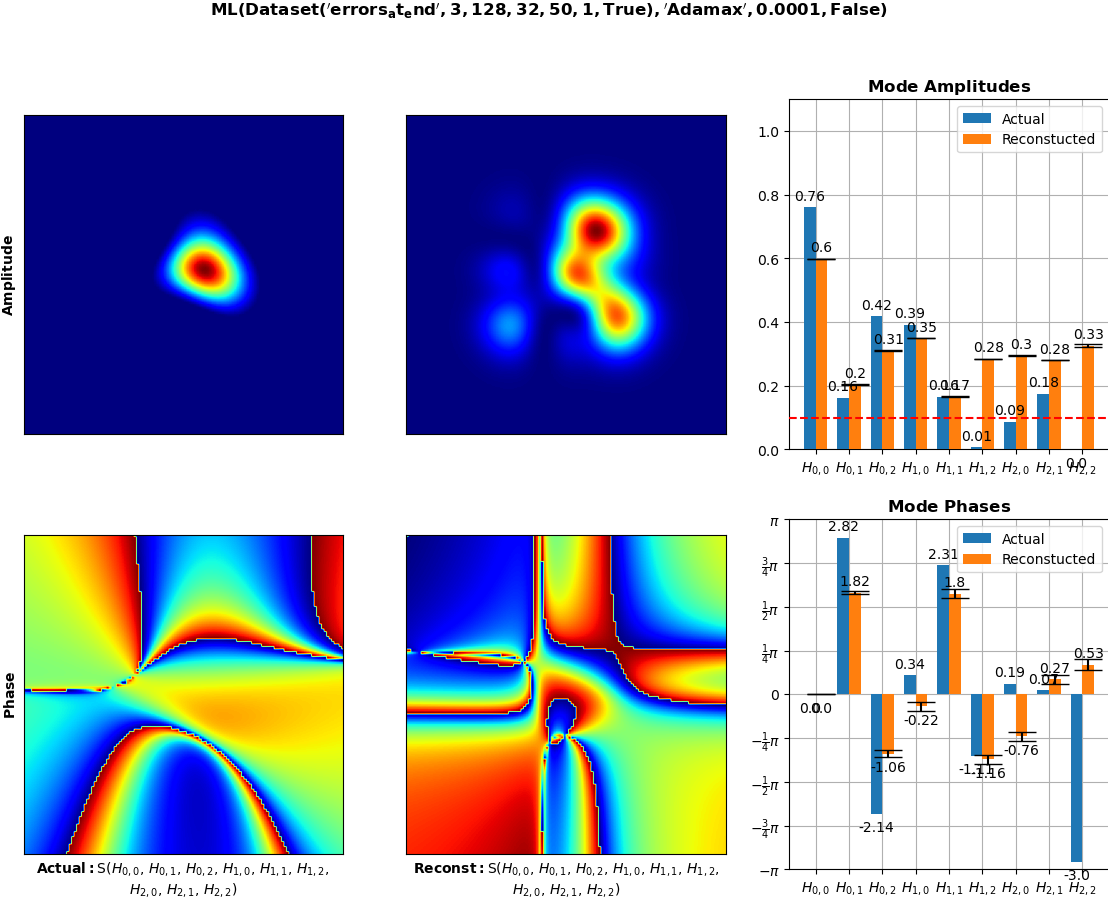 ML(Dataset('errors_at_end', 3, 128, 32, 50, 1, True), 'Adamax', 0.0001, False)
Amplitude
Mode Amplitudes
Actual
Reconstucted
1.0
0.8
0.6
0.4
0.2
0.0
0.76
0.6
0.16
0.2
0.42
0.31
0.39
0.35
0.16
0.17
0.01
0.28
0.09
0.3
0.18
0.28
0.0
0.33
H0,0 H0,1 H0,2 H1,0 H1,1 H1,2 H2,0 H2,1 H2,2
Phase
Actual: S(H0,0, H0,1, H0,2, H1,0, H1,1, H1,2,
H2,0, H2,1, H2,2)
Reconst: S(H0,0, H0,1, H0,2, H1,0, H1,1, H1,2,
H2,0, H2,1, H2,2)
Mode Phases
Actual
Reconstucted
π
3/4π
1/2π
1/4π
0
−1/4π
−1/2π
−3/4π
−π
0.0
0.0
2.82
1.82
-2.14
-1.06
0.34
-0.22
2.31
1.8
-1.16
0.19
-0.76
0.27
-3.0
0.53
H0,0 H0,1 H0,2 H1,0 H1,1 H1,2 H2,0 H2,1 H2,2